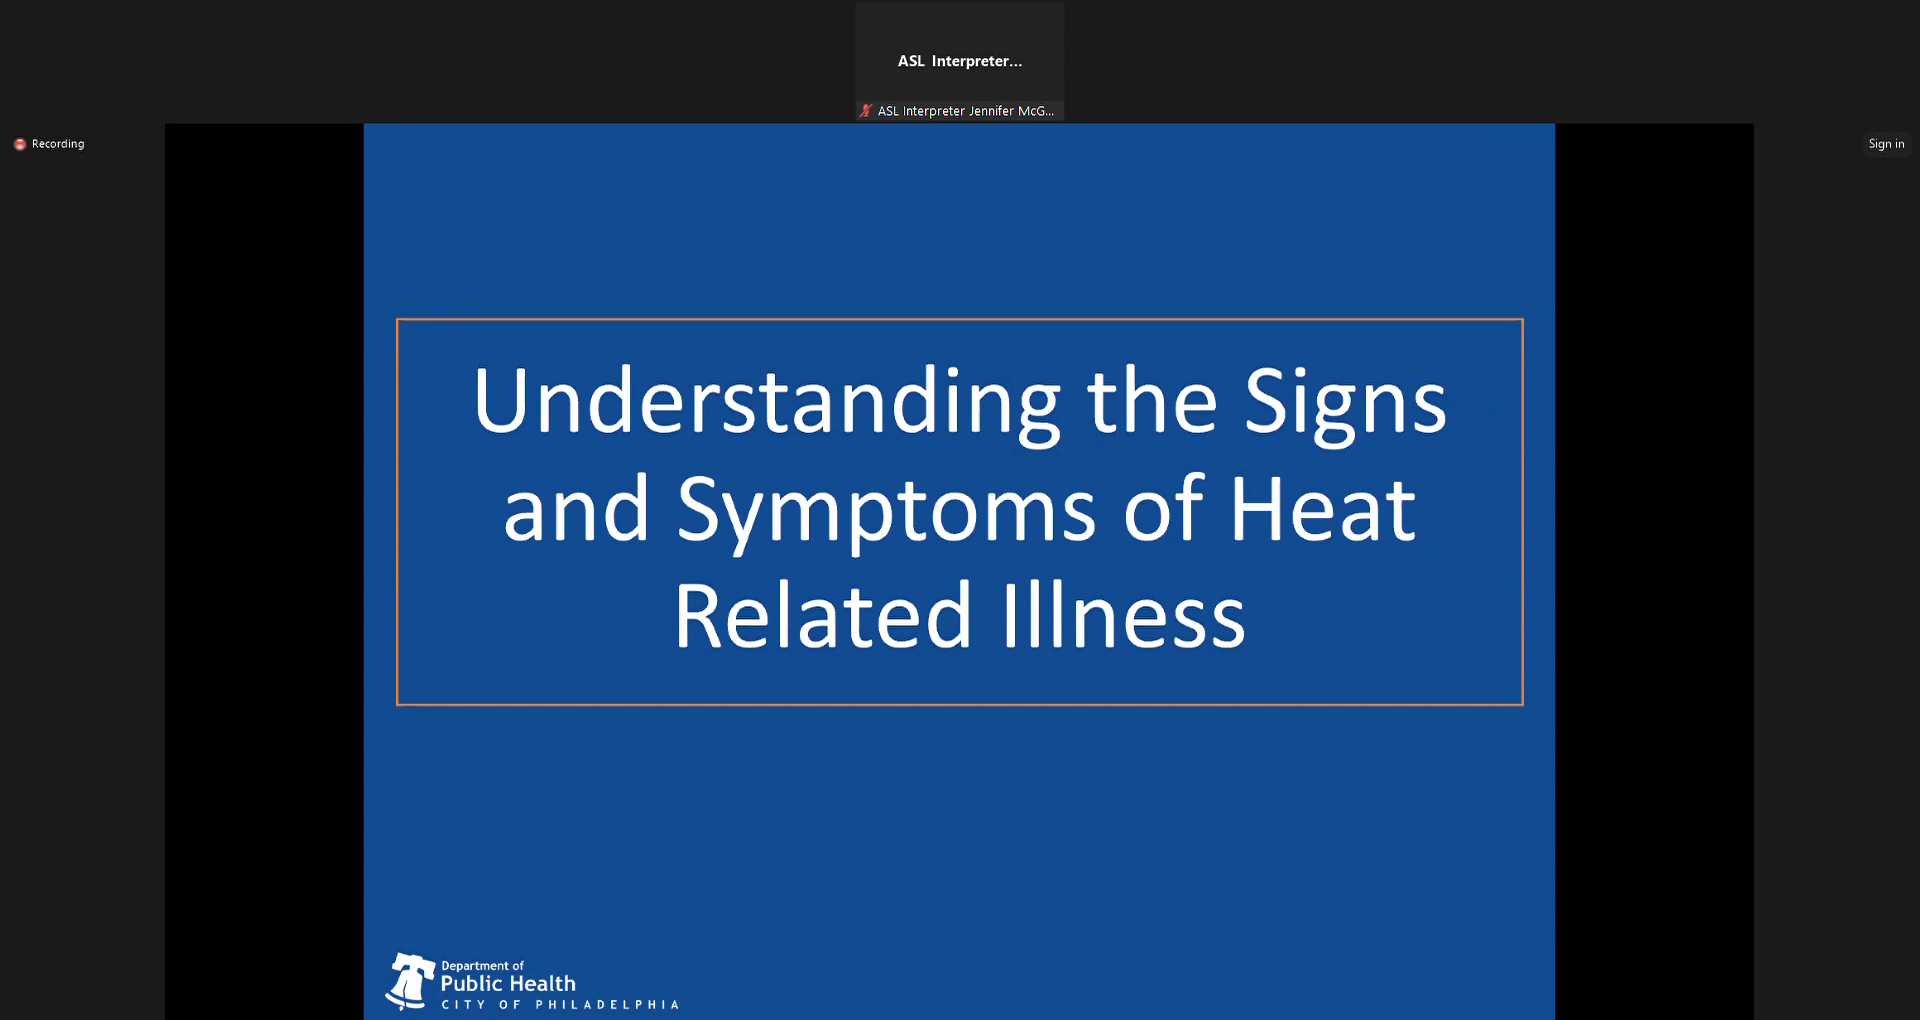 ASL Interpreter...
ASL Interpreter Jennifer McG...
Recording
Sign in
Understanding the Signs
and Symptoms of Heat
Related Illness
Department of
Public Health
CITY OF PHILADELPHIA